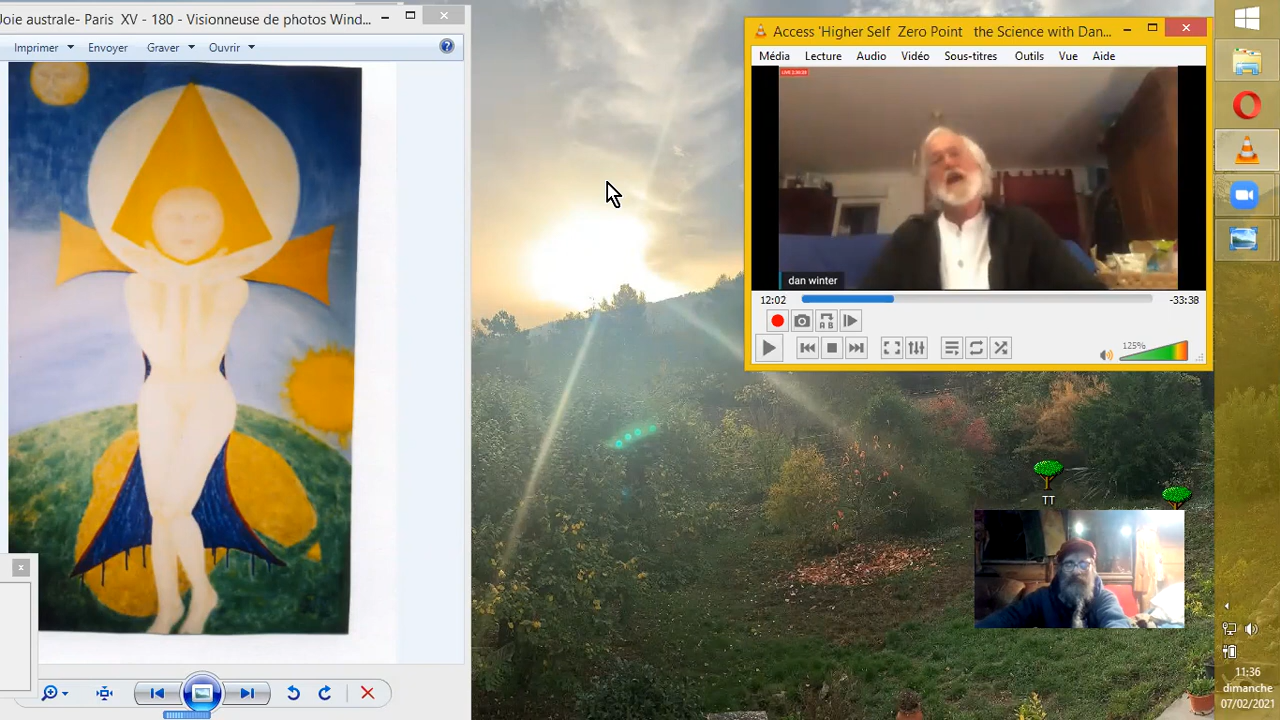 Joie australe- Paris XV - 180 - Visionneuse de photos Wind...
Imprimer
Envoyer
Graver
Ouvrir
Access 'Higher Self Zero Point the Science with Dan...
Média
Lecture
Audio
Vidéo
Sous-titres
Outils
Vue
Aide
dan winter
12:02
-33:38
A B
125%
TT
11:36
dimanche
07/02/2021